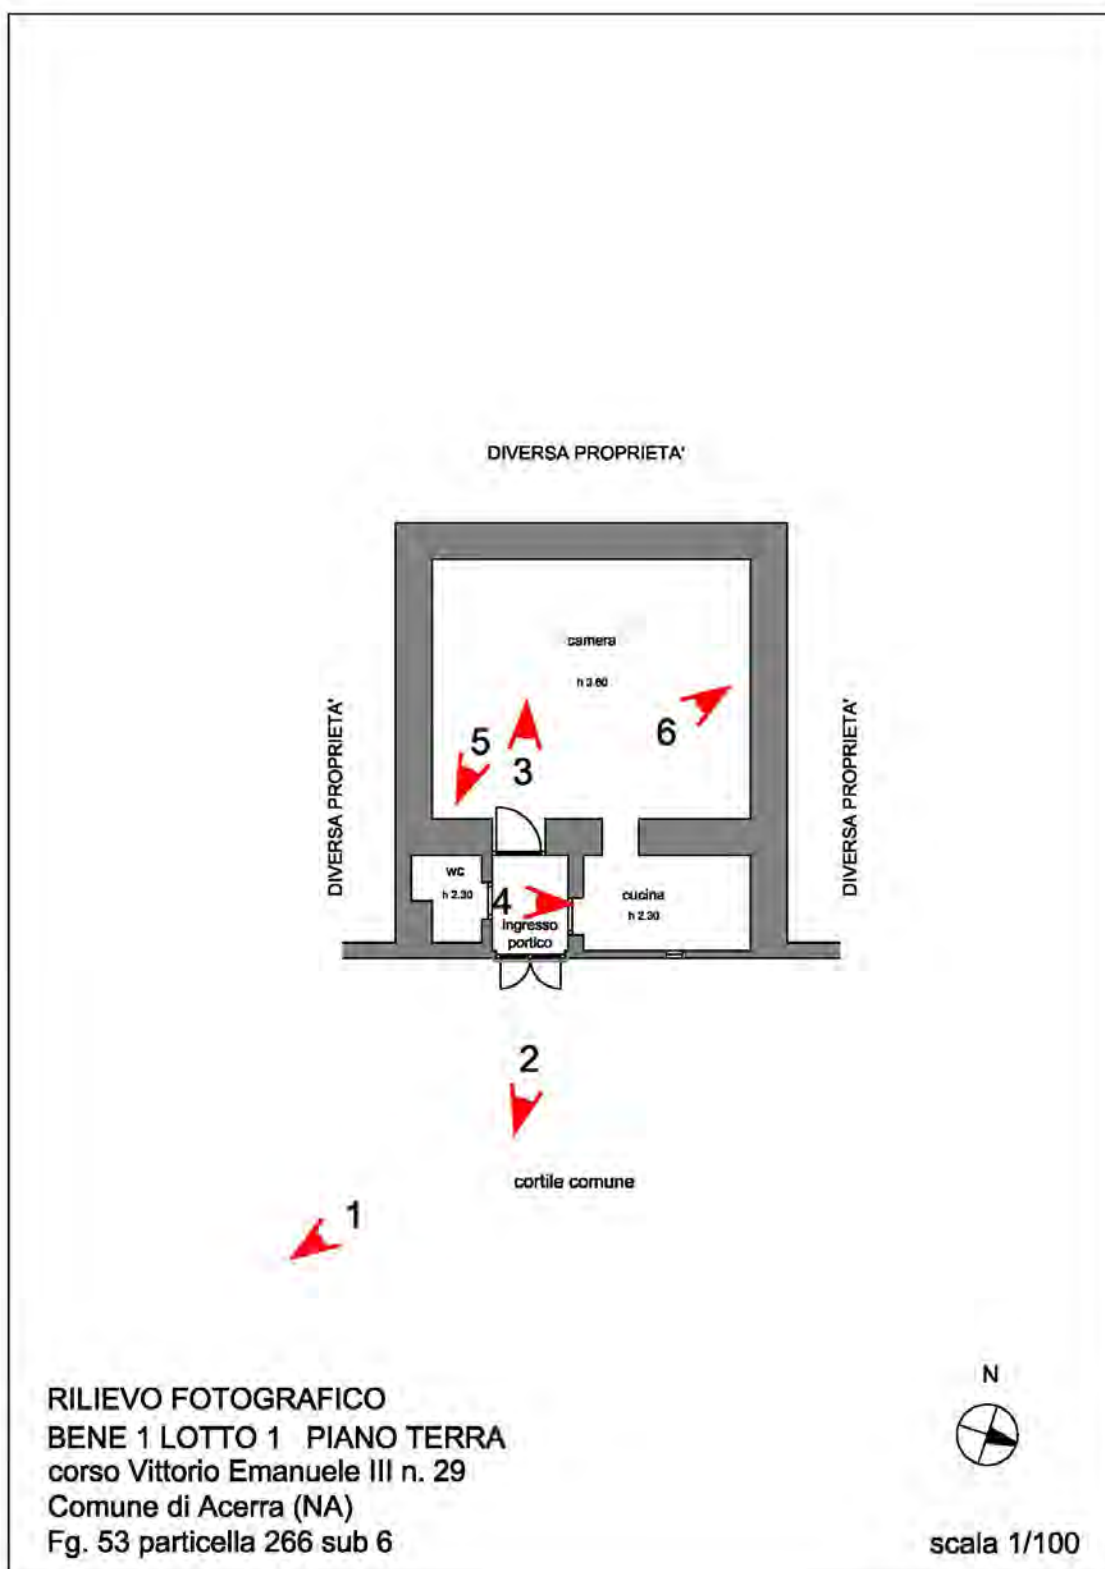 DIVERSA PROPRIETA'
camera
h 3.60
DIVERSA PROPRIETA'
DIVERSA PROPRIETA'
6
5
3
wc
h 2.30
4
cucina
h 2.30
ingresso
portico
2
cortile comune
1
N
RILIEVO FOTOGRAFICO
BENE 1 LOTTO 1 PIANO TERRA
corso Vittorio Emanuele III n. 29
Comune di Acerra (NA)
Fg. 53 particella 266 sub 6
scala 1/100